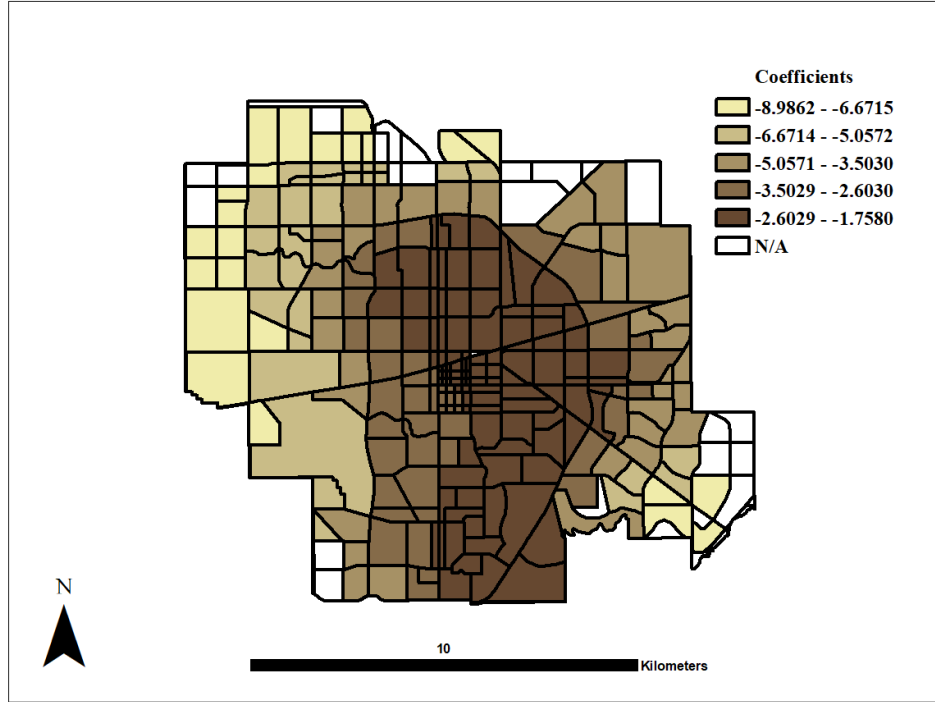 Coefficients
-8.9862 - -6.6715
-6.6714 - -5.0572
-5.0571 - -3.5030
-3.5029 - -2.6030
-2.6029 - -1.7580
N/A
N
10
Kilometers